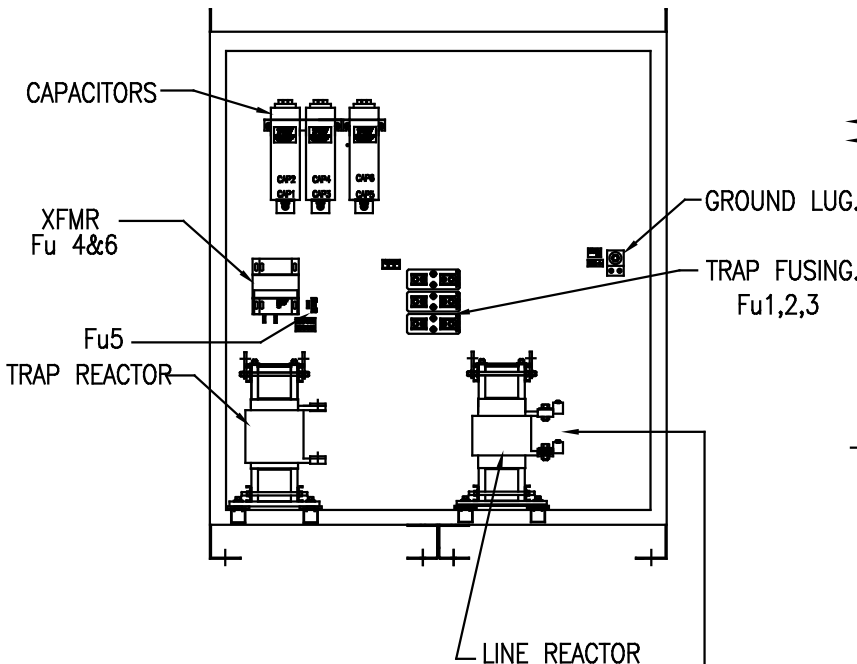 CAPACITORS
CAP2 CAP4 CAP6
CAP1 CAP3 CAP5
GROUND LUG.
XFMR
Fu 4&6
TRAP FUSING.
Fu1,2,3
Fu5
TRAP REACTOR
LINE REACTOR